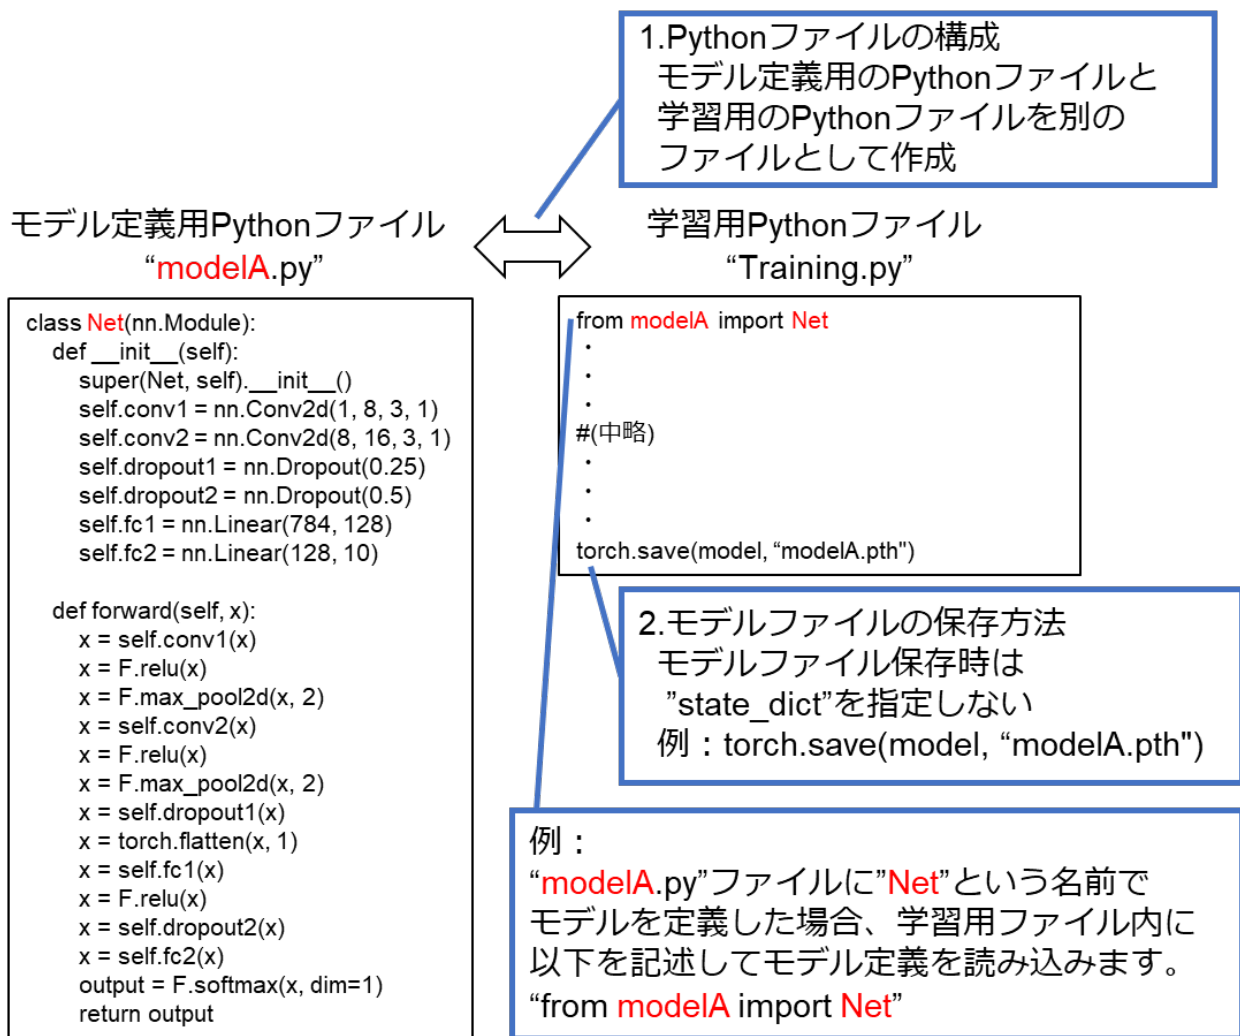 1.Pythonファイルの構成
モデル定義用のPythonファイルと
学習用のPythonファイルを別の
ファイルとして作成
モデル定義用Pythonファイル
“modelA.py”
class Net(nn.Module):
def __init__(self):
super(Net, self).__init__()
self.conv1 = nn.Conv2d(1, 8, 3, 1)
self.conv2 = nn.Conv2d(8, 16, 3, 1)
self.dropout1 = nn.Dropout(0.25)
self.dropout2 = nn.Dropout(0.5)
self.fc1 = nn.Linear(784, 128)
self.fc2 = nn.Linear(128, 10)
def forward(self, x):
x = self.conv1(x)
x = F.relu(x)
x = F.max_pool2d(x, 2)
x = self.conv2(x)
x = F.relu(x)
x = F.max_pool2d(x, 2)
x = self.dropout1(x)
x = torch.flatten(x, 1)
x = self.fc1(x)
x = F.relu(x)
x = self.dropout2(x)
x = self.fc2(x)
output = F.softmax(x, dim=1)
return output
学習用Pythonファイル
“Training.py”
from modelA import Net
・
・
・
#(中略)
・
・
・
torch.save(model, “modelA.pth")
2.モデルファイルの保存方法
モデルファイル保存時は
”state_dict”を指定しない
例：torch.save(model, “modelA.pth")
例：
“modelA.py”ファイルに”Net”という名前で
モデルを定義した場合、学習用ファイル内に
以下を記述してモデル定義を読み込みます。
“from modelA import Net”